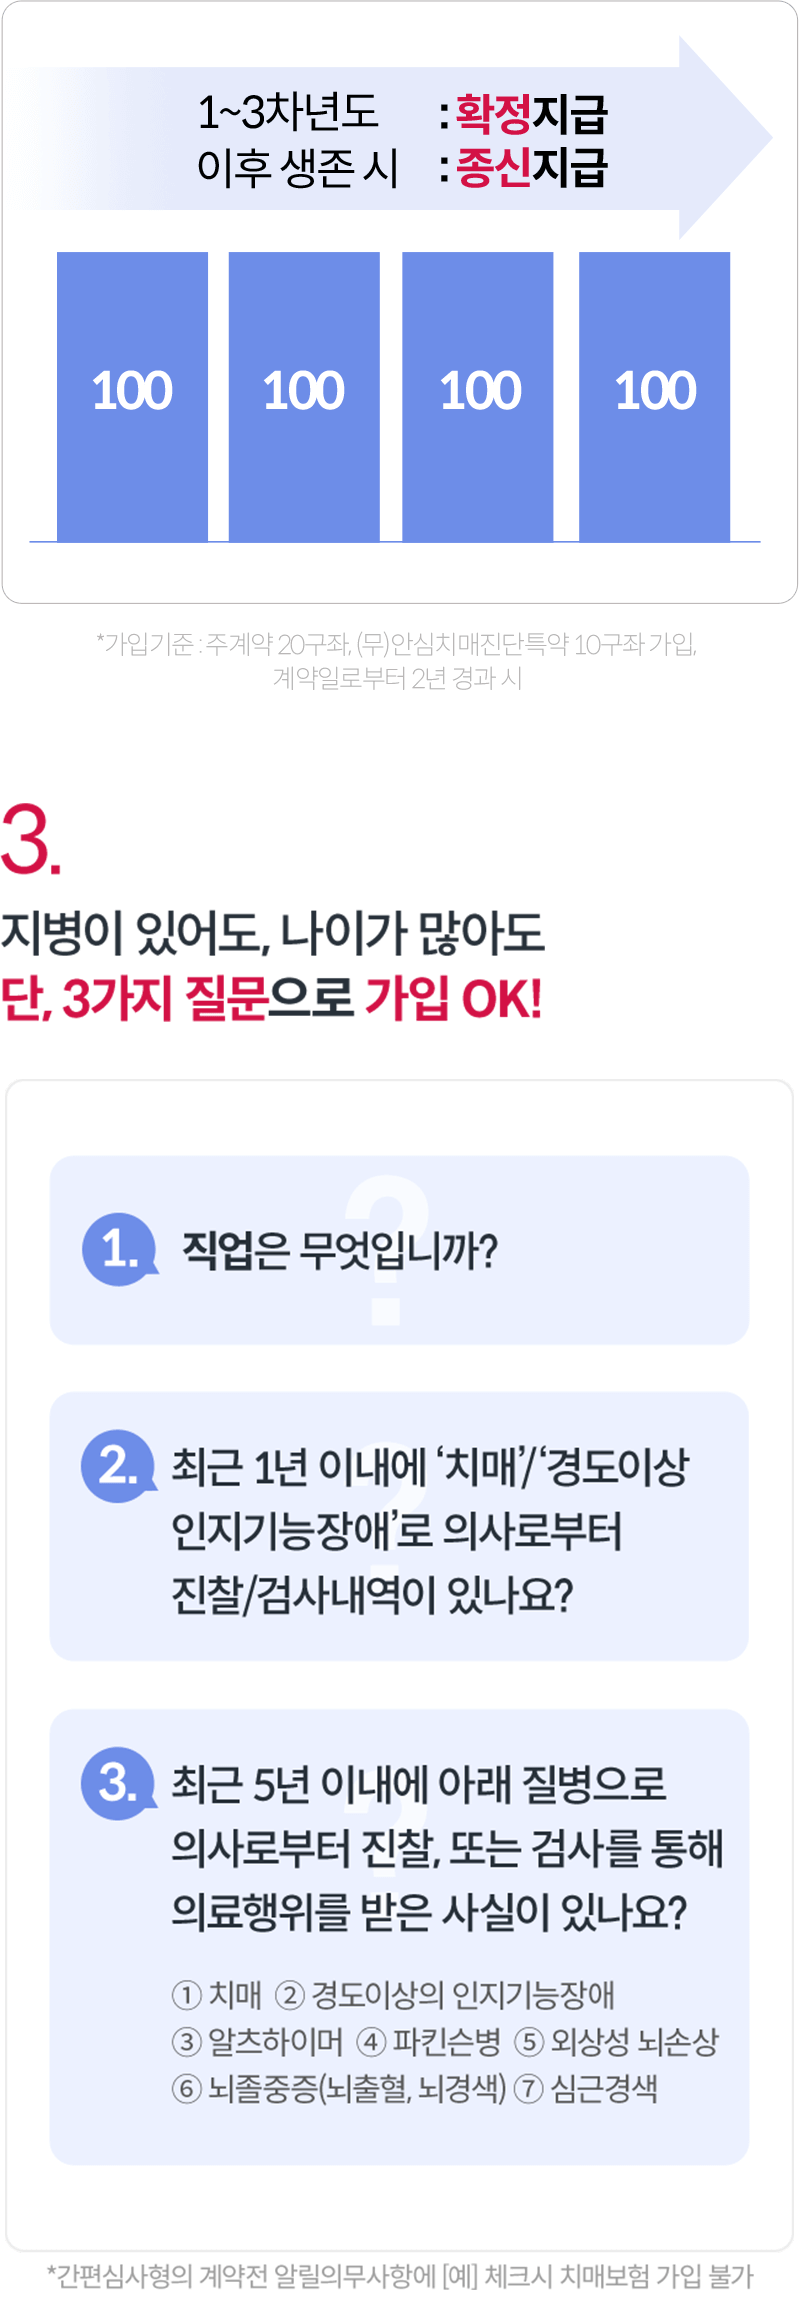 1~3차년도 : 확정지급
이후 생존 시 : 종신지급
100 100 100 100
*가입기준 : 주계약 20구좌, (무)안심치매진단특약 10구좌 가입,
계약일로부터 2년 경과 시
3.
지병이 있어도, 나이가 많아도
단, 3가지 질문으로 가입 OK!
?
1. 직업은 무엇입니까?
?
2. 최근 1년 이내에 ‘치매’/‘경도이상
인지기능장애’로 의사로부터
진찰/검사내역이 있나요?
?
3. 최근 5년 이내에 아래 질병으로
의사로부터 진찰, 또는 검사를 통해
의료행위를 받은 사실이 있나요?
① 치매 ② 경도이상의 인지기능장애
③ 알츠하이머 ④ 파킨슨병 ⑤ 외상성 뇌손상
⑥ 뇌졸중증(뇌출혈, 뇌경색) ⑦ 심근경색
*간편심사형의 계약전 알릴의무사항에 [예] 체크시 치매보험 가입 불가